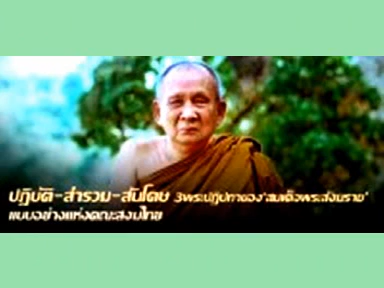 ปฏิบัติ-สำรวม-สันโดษ 3พระปฏิปทาของ"สมเด็จพระสังฆราช"
แบบอย่างแห่งคณะสงฆ์ไทย